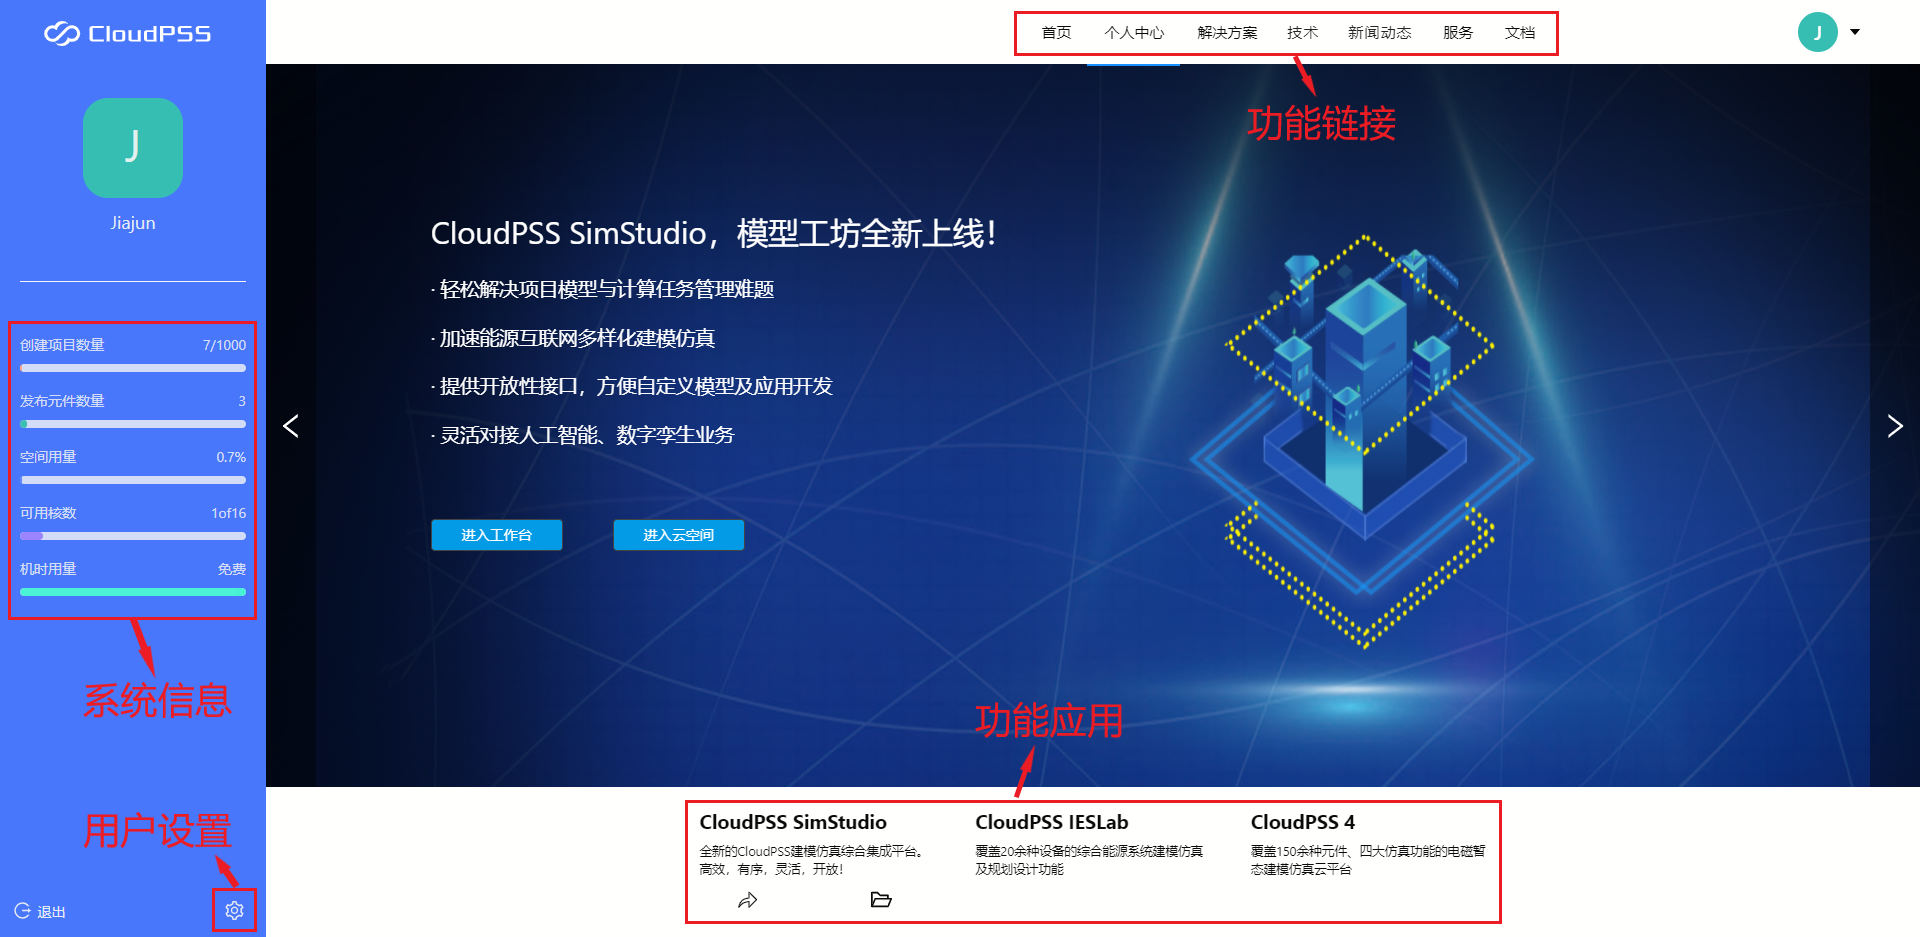 CloudPSS
首页 个人中心 解决方案 技术 新闻动态 服务 文档
J
功能链接
J
Jiajun
创建项目数量 7/1000
发布元件数量 3
空间用量 0.7%
可用核数 1of16
机时用量 免费
系统信息
用户设置
退出
CloudPSS SimStudio，模型工坊全新上线！
· 轻松解决项目模型与计算任务管理难题
· 加速能源互联网多样化建模仿真
· 提供开放性接口，方便自定义模型及应用开发
· 灵活对接人工智能、数字孪生业务
进入工作台 进入云空间
功能应用
CloudPSS SimStudio
全新的CloudPSS建模仿真综合集成平台。
高效，有序，灵活，开放！
CloudPSS IESLab
覆盖20余种设备的综合能源系统建模仿真
及规划设计功能
CloudPSS 4
覆盖150余种元件、四大仿真功能的电磁暂
态建模仿真云平台